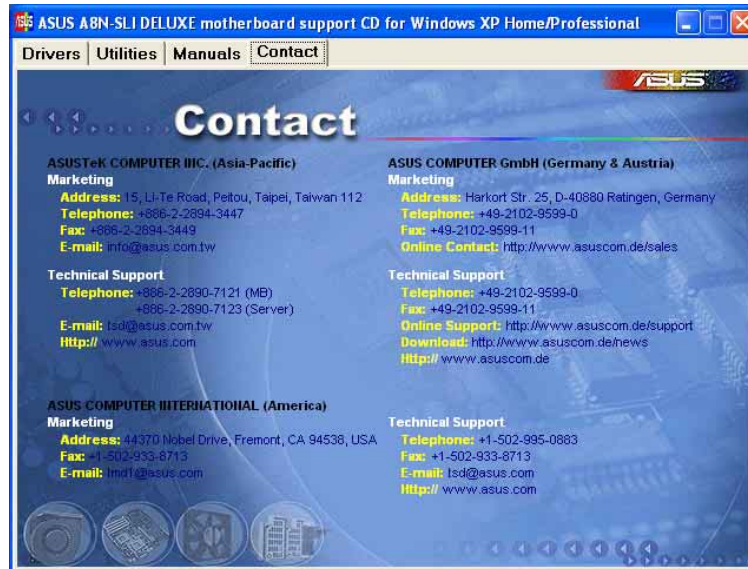 ASUS A8N-SLI DELUXE motherboard support CD for Windows XP Home/Professional
Drivers Utilities Manuals Contact
ASUS
Contact
ASUSTeK COMPUTER INC. (Asia-Pacific)
Marketing
Address: 15, Li-Te Road, Peitou, Taipei, Taiwan 112
Telephone: +886-2-2894-3447
Fax: +886-2-2894-3449
E-mail: info@asus.com.tw
Technical Support
Telephone: +886-2-2890-7121 (MB)
+886-2-2890-7123 (Server)
E-mail: tsd@asus.com.tw
Http:// www.asus.com
ASUS COMPUTER GmbH (Germany & Austria)
Marketing
Address: Harkort Str. 25, D-40880 Ratingen, Germany
Telephone: +49-2102-9599-0
Fax: +49-2102-9599-11
Online Contact: http://www.asuscom.de/sales
Technical Support
Telephone: +49-2102-9599-0
Fax: +49-2102-9599-11
Online Support: http://www.asuscom.de/support
Download: http://www.asuscom.de/news
Http:// www.asuscom.de
ASUS COMPUTER INTERNATIONAL (America)
Marketing
Address: 44370 Nobel Drive, Fremont, CA 94538, USA
Fax: +1-502-933-8713
E-mail: tmd1@asus.com
Technical Support
Telephone: +1-502-995-0883
Fax: +1-502-933-8713
E-mail: tsd@asus.com
Http:// www.asus.com